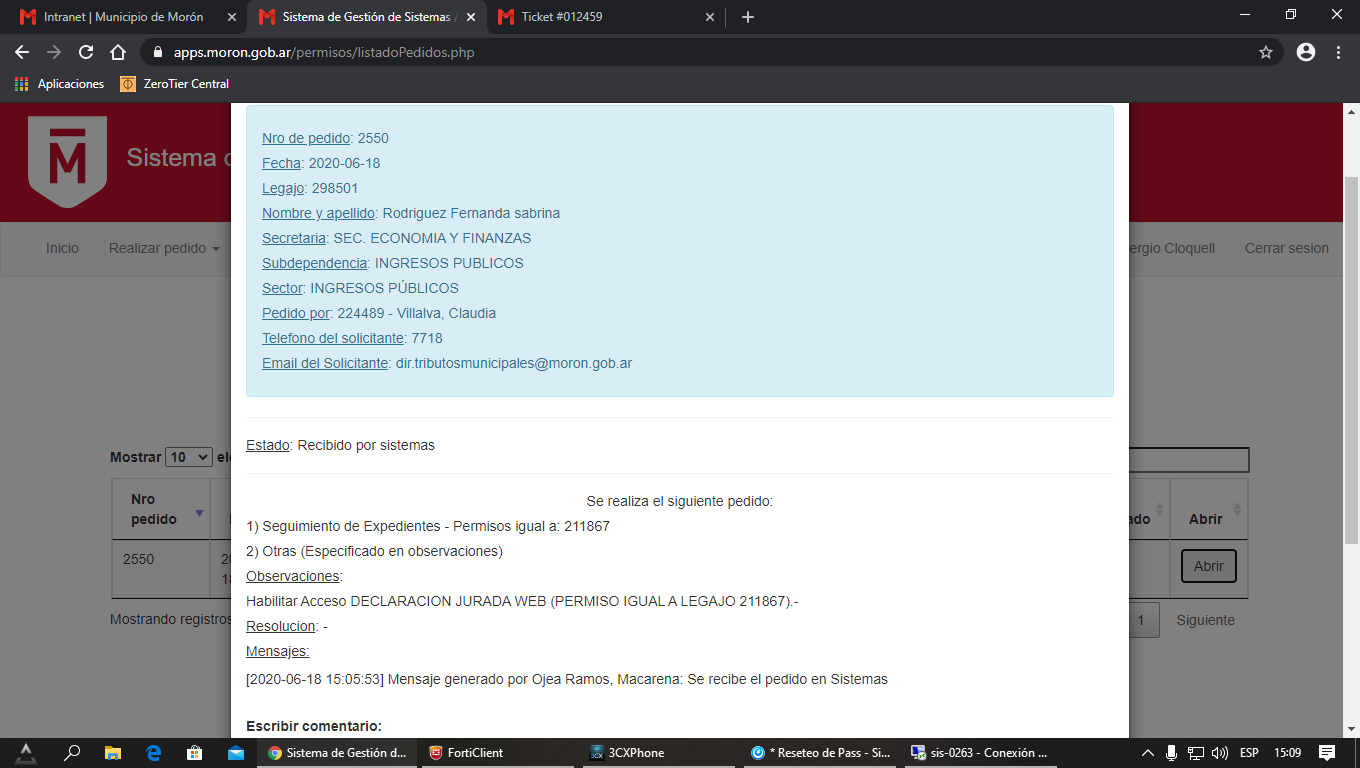 Intranet | Municipio de Morón
Sistema de Gestión de Sistemas
Ticket #012459
apps.moron.gob.ar/permisos/listadoPedidos.php
Aplicaciones
ZeroTier Central
Sistema d
Inicio
Realizar pedido
ergio Cloquell
Cerrar sesion
Nro de pedido: 2550
Fecha: 2020-06-18
Legajo: 298501
Nombre y apellido: Rodriguez Fernanda sabrina
Secretaria: SEC. ECONOMIA Y FINANZAS
Subdependencia: INGRESOS PUBLICOS
Sector: INGRESOS PÚBLICOS
Pedido por: 224489 - Villalva, Claudia
Telefono del solicitante: 7718
Email del Solicitante: dir.tributosmunicipales@moron.gob.ar
Estado: Recibido por sistemas
Mostrar 10 ele
Nro
pedido
ado
Abrir
2550
20
18
Abrir
Mostrando registros
1
Siguiente
Se realiza el siguiente pedido:
1) Seguimiento de Expedientes - Permisos igual a: 211867
2) Otras (Especificado en observaciones)
Observaciones:
Habilitar Acceso DECLARACION JURADA WEB (PERMISO IGUAL A LEGAJO 211867).-
Resolucion: -
Mensajes:
[2020-06-18 15:05:53] Mensaje generado por Ojea Ramos, Macarena: Se recibe el pedido en Sistemas
Escribir comentario:
Sistema de Gestión d...
FortiClient
3CXPhone
* Reseteo de Pass - Si...
sis-0263 - Conexión ...
ESP
15:09